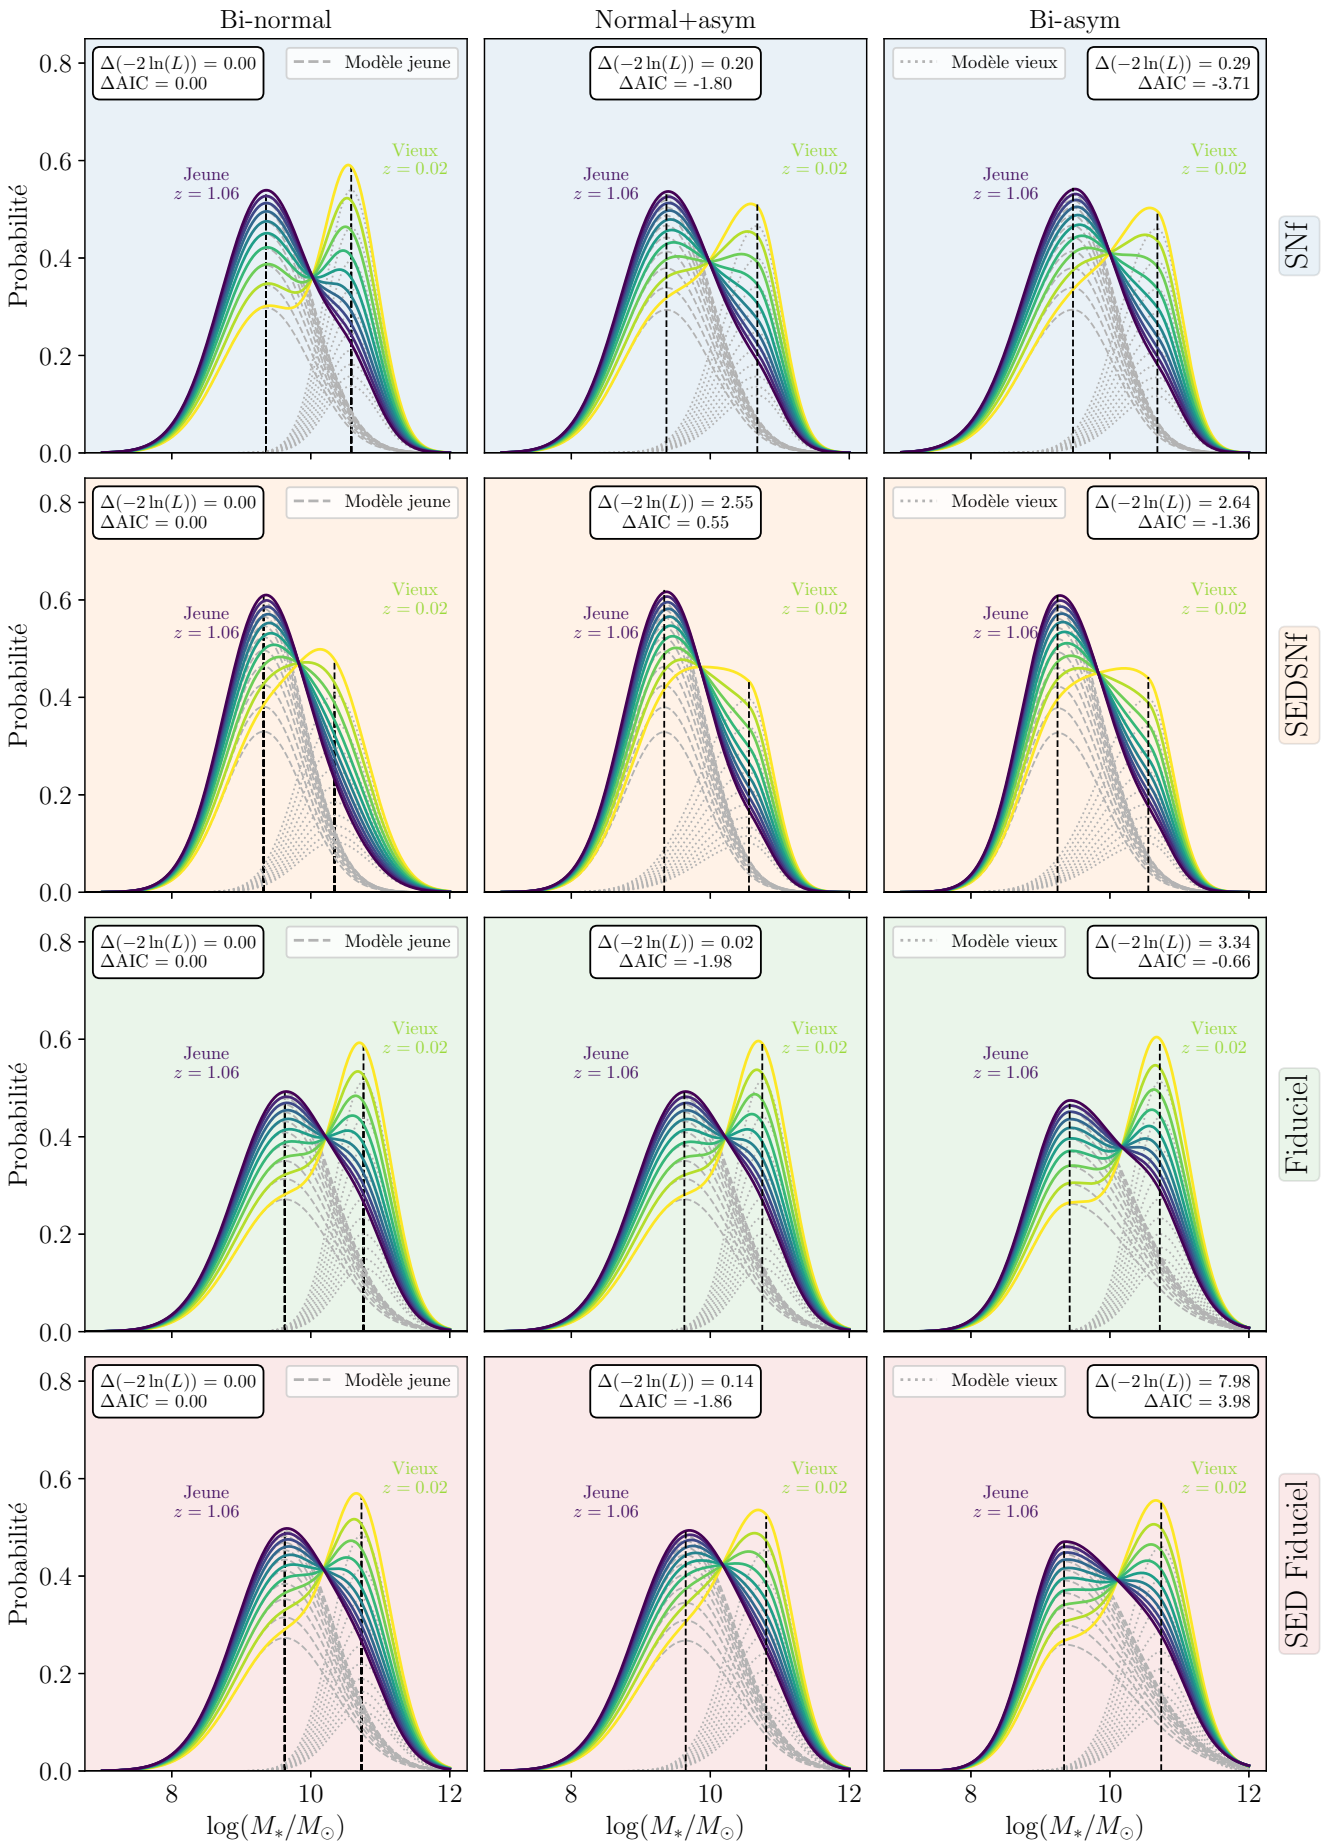 Bi-normal
Normal+asym
Bi-asym
Δ(−2 ln(L)) = 0.00
ΔAIC = 0.00
Modèle jeune
Δ(−2 ln(L)) = 0.20
ΔAIC = -1.80
Modèle vieux
Δ(−2 ln(L)) = 0.29
ΔAIC = -3.71
Jeune
z = 1.06
Vieux
z = 0.02
Jeune
z = 1.06
Vieux
z = 0.02
Jeune
z = 1.06
Vieux
z = 0.02
Probabilité
0.8
0.6
0.4
0.2
0.0
8
10
12
8
10
12
8
10
12
SNf
Δ(−2 ln(L)) = 0.00
ΔAIC = 0.00
Modèle jeune
Δ(−2 ln(L)) = 2.55
ΔAIC = 0.55
Modèle vieux
Δ(−2 ln(L)) = 2.64
ΔAIC = -1.36
Jeune
z = 1.06
Vieux
z = 0.02
Jeune
z = 1.06
Vieux
z = 0.02
Jeune
z = 1.06
Vieux
z = 0.02
Probabilité
0.8
0.6
0.4
0.2
0.0
SEDSNf
Δ(−2 ln(L)) = 0.00
ΔAIC = 0.00
Modèle jeune
Δ(−2 ln(L)) = 0.02
ΔAIC = -1.98
Modèle vieux
Δ(−2 ln(L)) = 3.34
ΔAIC = -0.66
Jeune
z = 1.06
Vieux
z = 0.02
Jeune
z = 1.06
Vieux
z = 0.02
Jeune
z = 1.06
Vieux
z = 0.02
Probabilité
0.8
0.6
0.4
0.2
0.0
Fiduciel
Δ(−2 ln(L)) = 0.00
ΔAIC = 0.00
Modèle jeune
Δ(−2 ln(L)) = 0.14
ΔAIC = -1.86
Modèle vieux
Δ(−2 ln(L)) = 7.98
ΔAIC = 3.98
Jeune
z = 1.06
Vieux
z = 0.02
Jeune
z = 1.06
Vieux
z = 0.02
Jeune
z = 1.06
Vieux
z = 0.02
Probabilité
0.8
0.6
0.4
0.2
0.0
SED Fiduciel
8
10
12
8
10
12
8
10
12
log(M∗/M⊙)
log(M∗/M⊙)
log(M∗/M⊙)